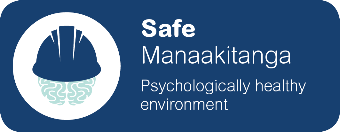 Safe
Manaakitanga
Psychologically healthy
environment